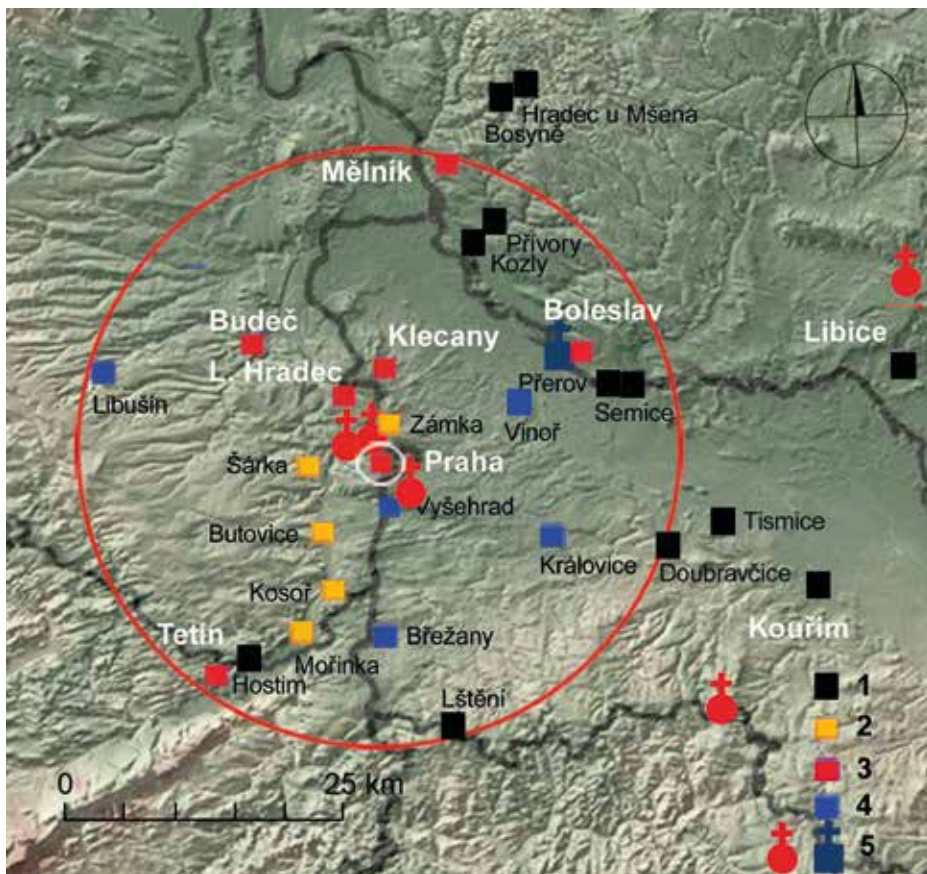 Hradec u Mšena
Bosyně
Mělník
Přívory
Kozly
Budeč
Klecany
Boleslav
Libice
L. Hradec
Přerov
Libušín
Semice
Vinoř
Zámka
Šárka
Praha
Vyšehrad
Tismice
Butovice
Královice
Doubravčice
Kosoř
Kouřim
Tetín
Břežany
Mořinka
Hostim
Lštění
1
2
3
4
5
0
25 km